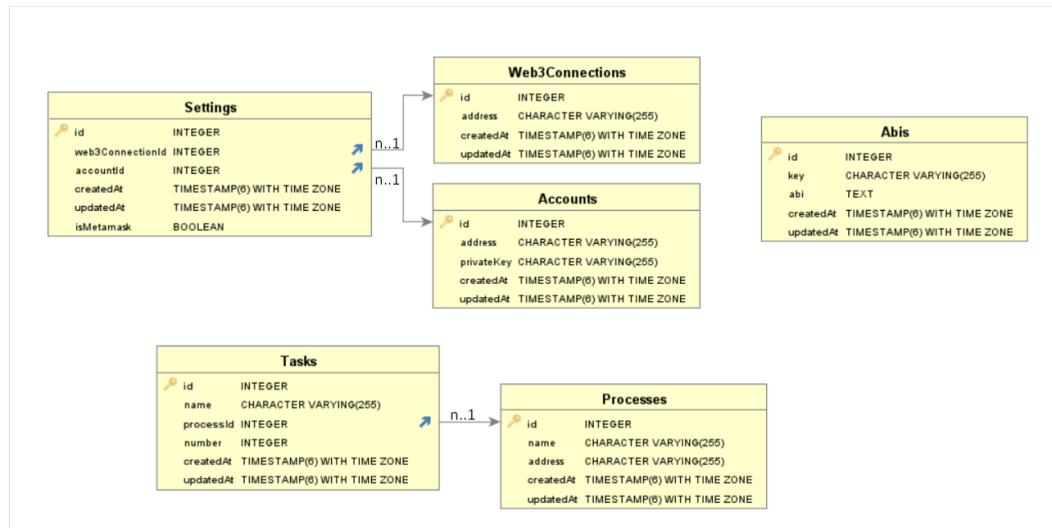 Settings
id INTEGER
web3ConnectionId INTEGER
accountId INTEGER
createdAt TIMESTAMP(6) WITH TIME ZONE
updatedAt TIMESTAMP(6) WITH TIME ZONE
isMetamask BOOLEAN
n..1
n..1
Web3Connections
id INTEGER
address CHARACTER VARYING(255)
createdAt TIMESTAMP(6) WITH TIME ZONE
updatedAt TIMESTAMP(6) WITH TIME ZONE
Accounts
id INTEGER
address CHARACTER VARYING(255)
privateKey CHARACTER VARYING(255)
createdAt TIMESTAMP(6) WITH TIME ZONE
updatedAt TIMESTAMP(6) WITH TIME ZONE
Abis
id INTEGER
key CHARACTER VARYING(255)
abi TEXT
createdAt TIMESTAMP(6) WITH TIME ZONE
updatedAt TIMESTAMP(6) WITH TIME ZONE
Tasks
id INTEGER
name CHARACTER VARYING(255)
processId INTEGER
number INTEGER
createdAt TIMESTAMP(6) WITH TIME ZONE
updatedAt TIMESTAMP(6) WITH TIME ZONE
n..1
Processes
id INTEGER
name CHARACTER VARYING(255)
address CHARACTER VARYING(255)
createdAt TIMESTAMP(6) WITH TIME ZONE
updatedAt TIMESTAMP(6) WITH TIME ZONE